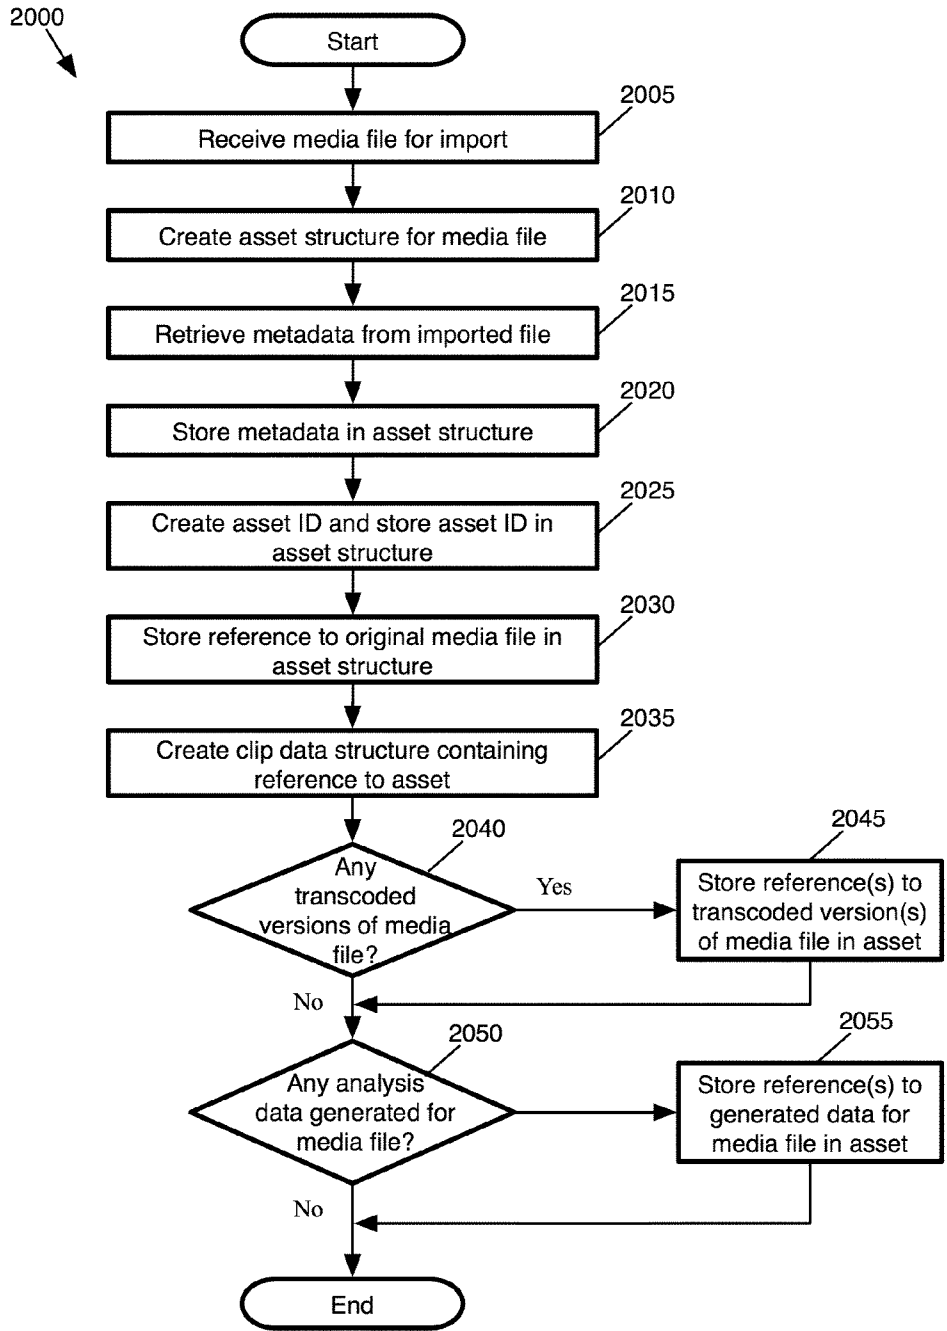 2000
Start
2005
Receive media file for import
2010
Create asset structure for media file
2015
Retrieve metadata from imported file
2020
Store metadata in asset structure
2025
Create asset ID and store asset ID in
asset structure
2030
Store reference to original media file in
asset structure
2035
Create clip data structure containing
reference to asset
2040
Any
transcoded
versions of media
file?
Yes
2045
Store reference(s) to
transcoded version(s)
of media file in asset
No
2050
Any analysis
data generated for
media file?
2055
Store reference(s) to
generated data for
media file in asset
No
End